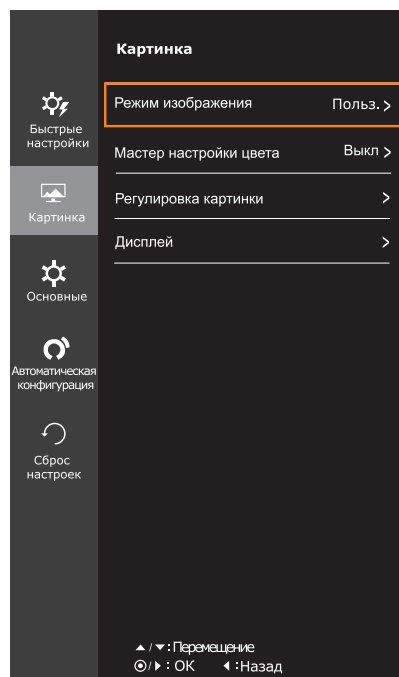 Картинка
Быстрые
настройки
Картинка
Основные
Автоматическая
конфигурация
Сброс
настроек
Режим изображения Польз. >
Мастер настройки цвета Выкл >
Регулировка картинки >
Дисплей >
▲ / ▼ : Перемещение
⦿/ ▶ : OK ◀ :Назад